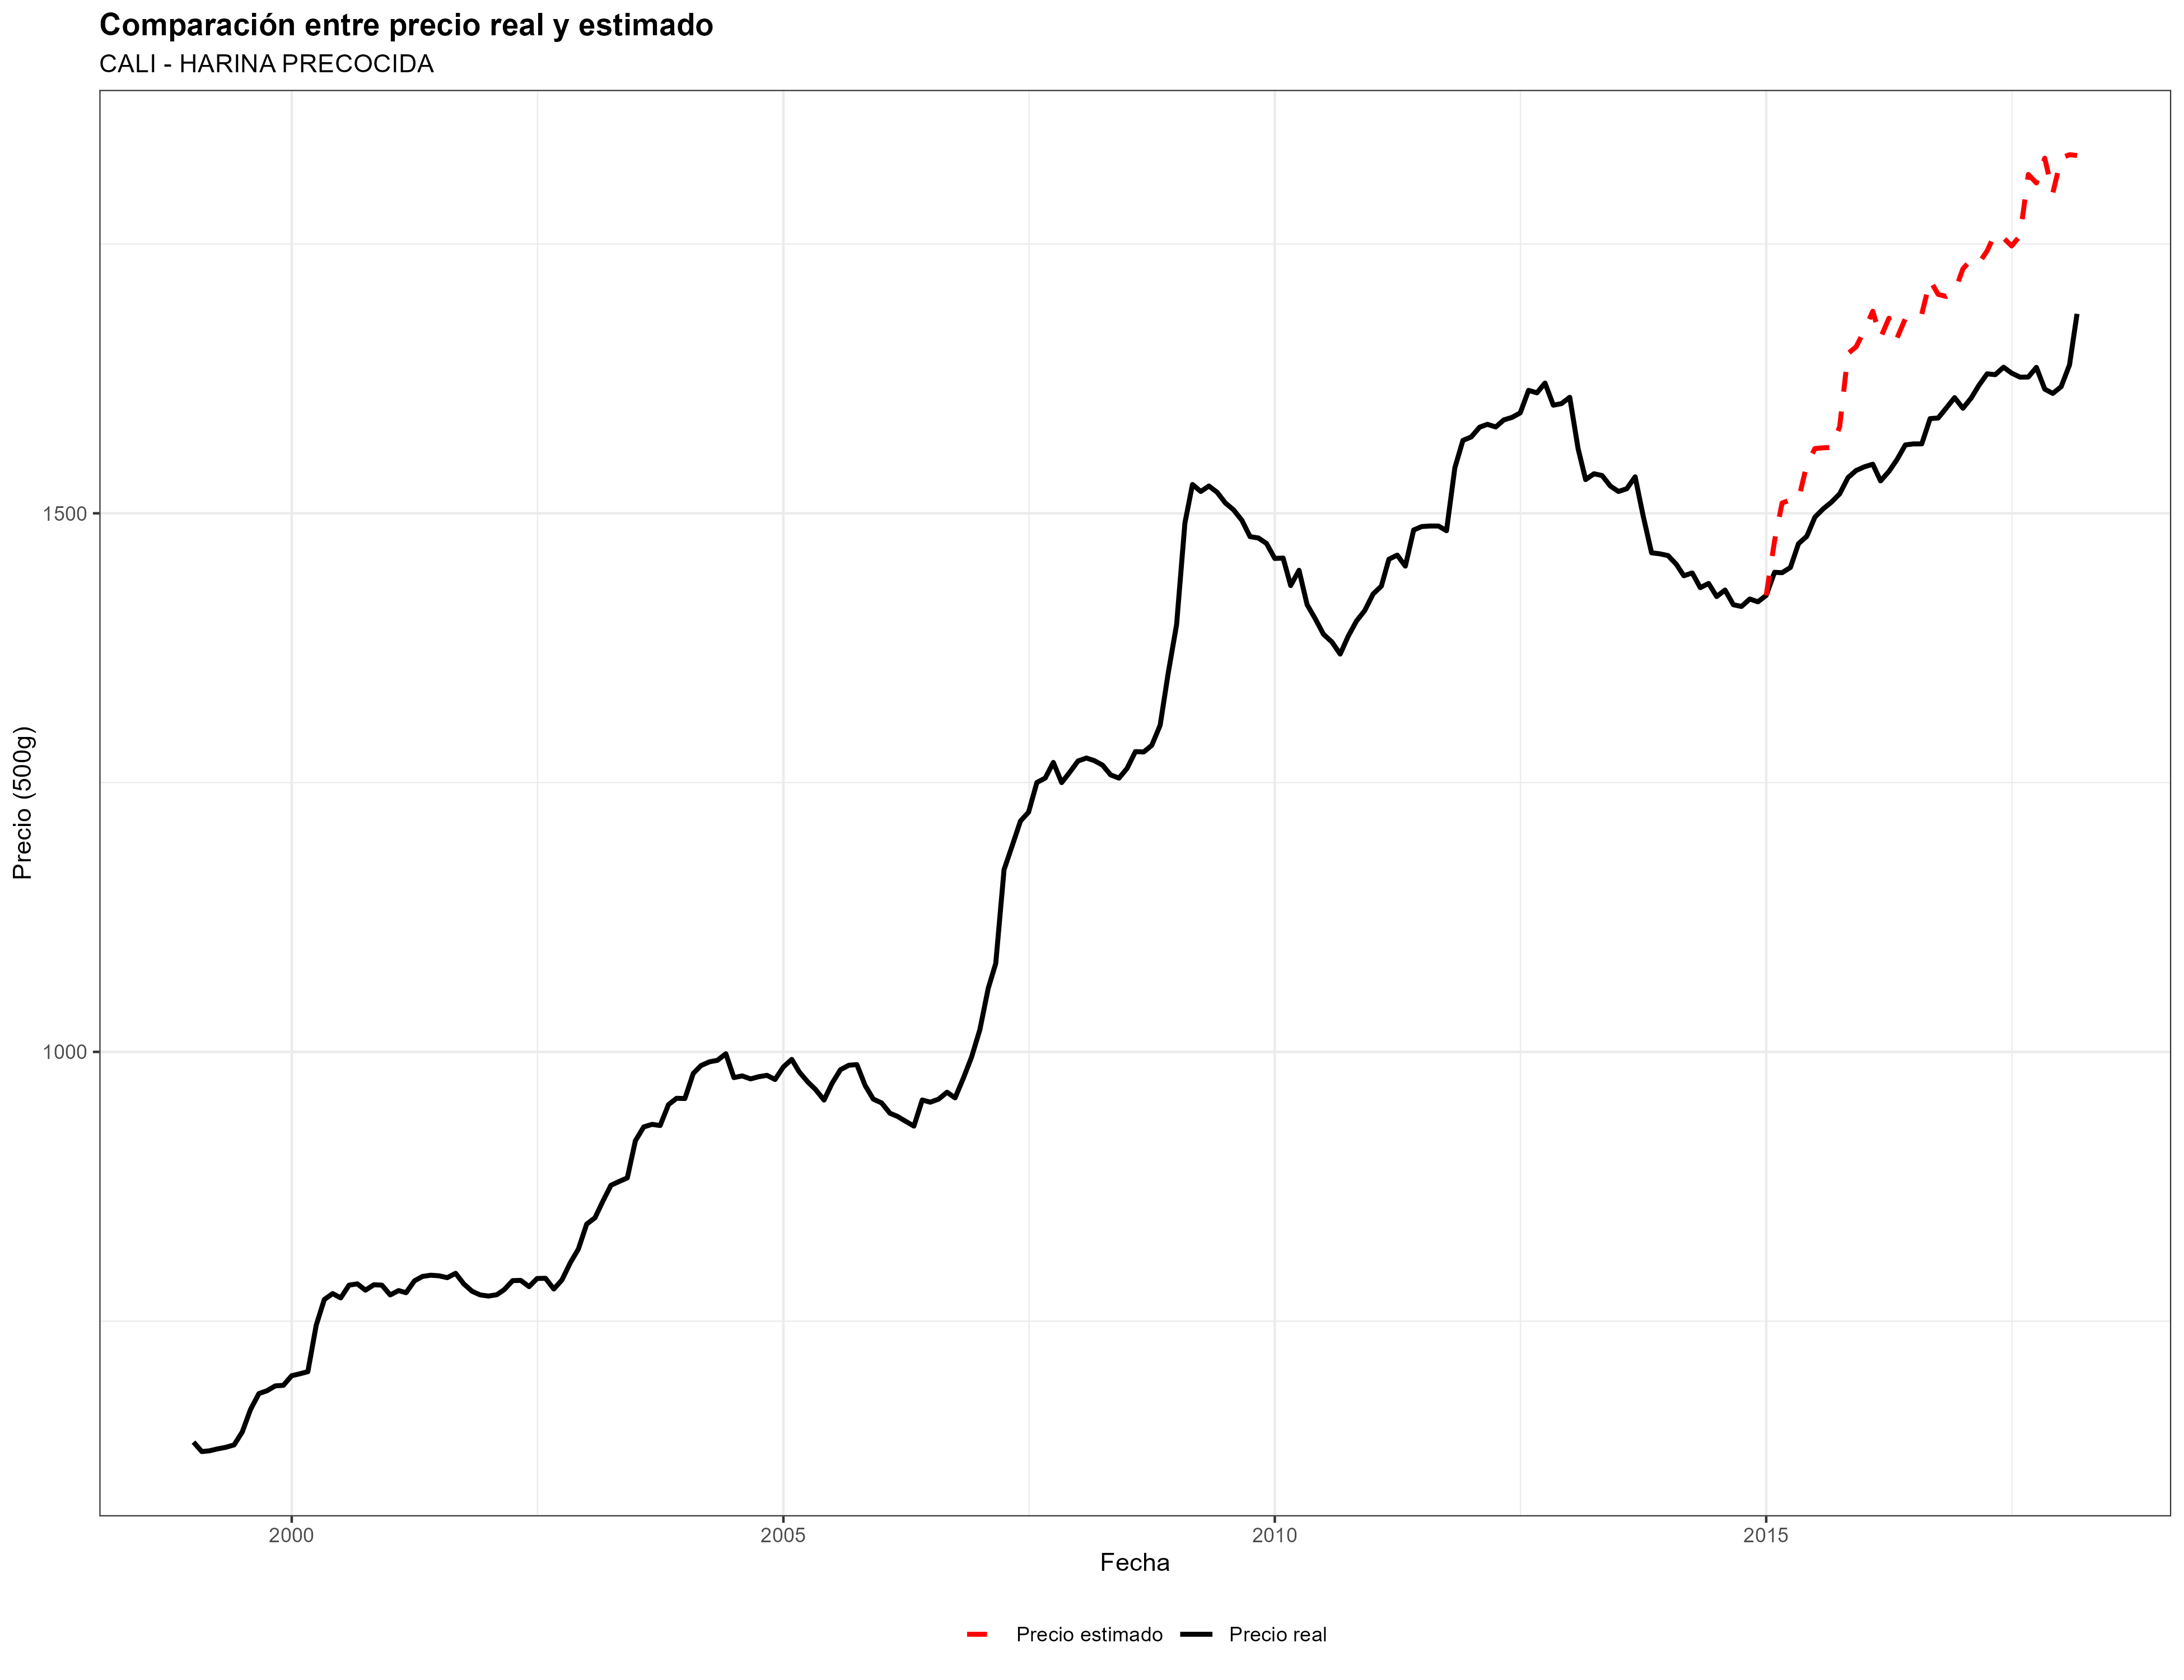 Comparación entre precio real y estimado
CALI - HARINA PRECOCIDA
Precio (500g)
1500
1000
2000
2005
2010
2015
Fecha
Precio estimado
Precio real